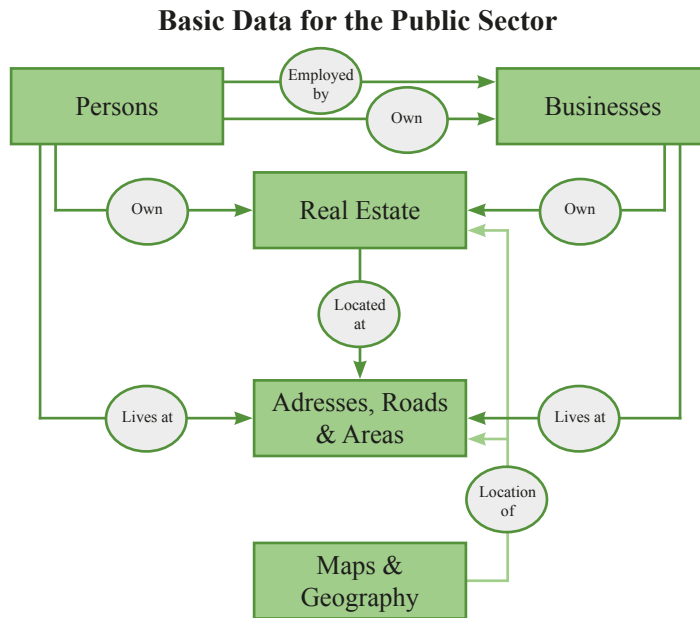 Basic Data for the Public Sector
Employed
by
Persons
Businesses
Own
Own
Real Estate
Own
Located
at
Lives at
Adresses, Roads
& Areas
Lives at
Location
of
Maps &
Geography